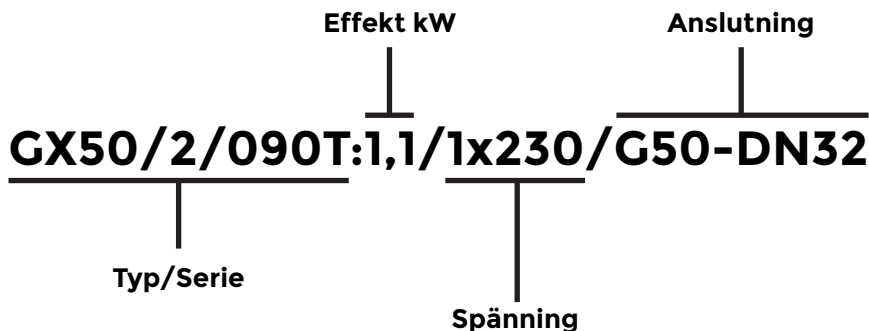 Effekt kW Anslutning
GX50/2/090T:1,1/1x230/G50-DN32
Typ/Serie
Spänning